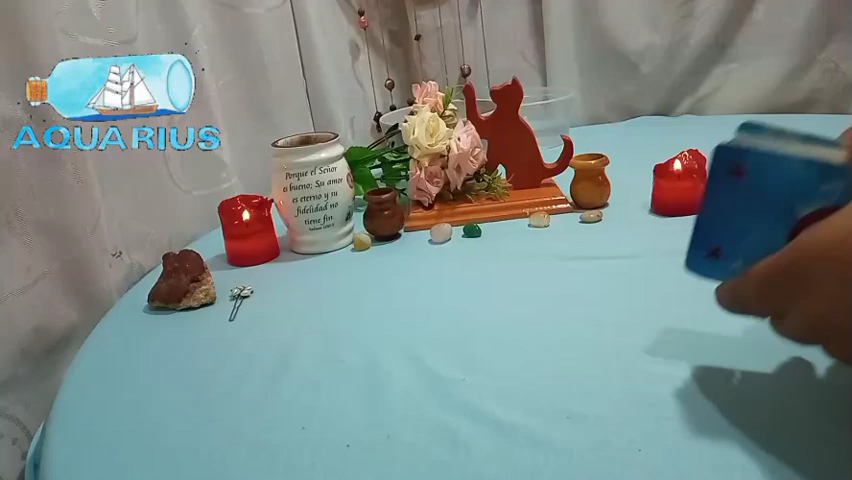 AQUARIUS
Porque el Señor
es bueno; Su amor
es eterno y su
fidelidad no
tiene fin